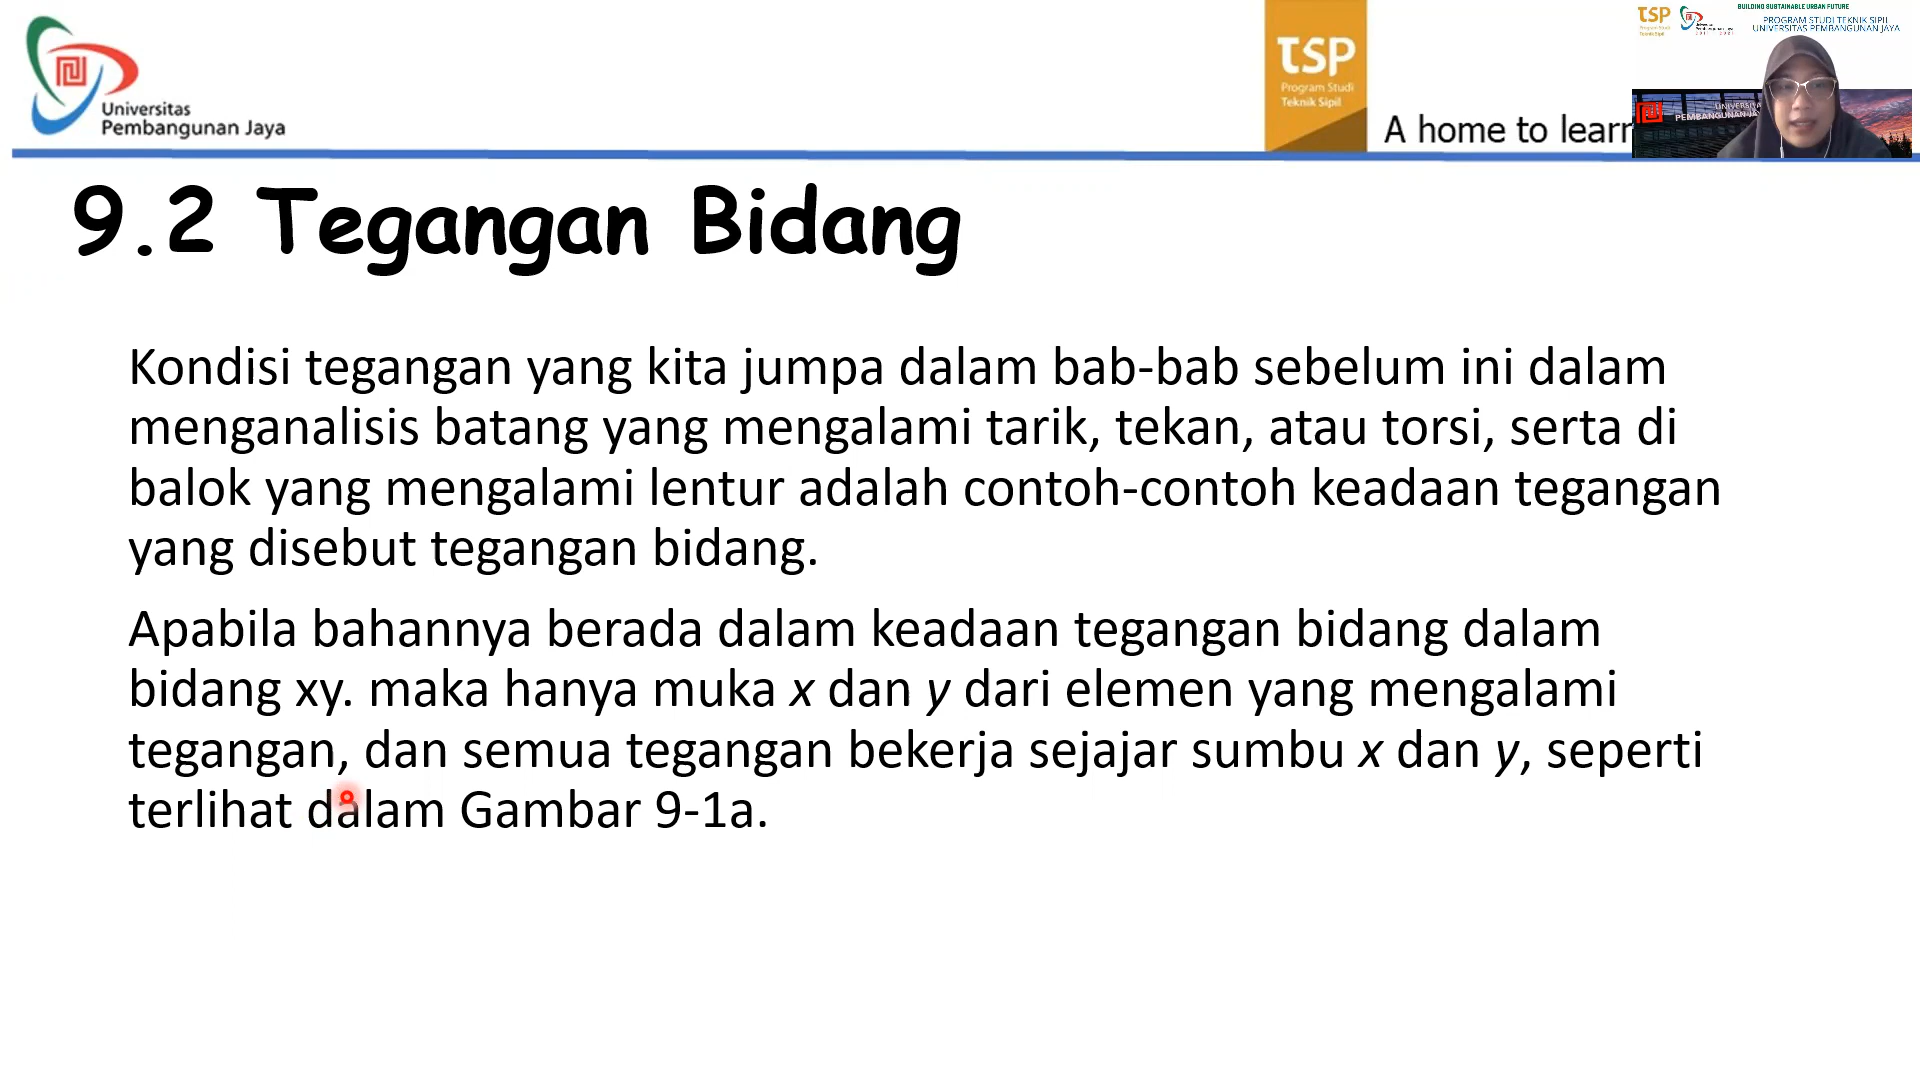 Universitas
Pembangunan Jaya
TSP
Program Studi
Teknik Sipil
A home to learn
TSP
BUILDING SUSTAINABLE URBAN FUTURE
PROGRAM STUDI TEKNIK SIPIL
UNIVERSITAS PEMBANGUNAN JAYA
9.2 Tegangan Bidang
Kondisi tegangan yang kita jumpa dalam bab-bab sebelum ini dalam
menganalisis batang yang mengalami tarik, tekan, atau torsi, serta di
balok yang mengalami lentur adalah contoh-contoh keadaan tegangan
yang disebut tegangan bidang.
Apabila bahannya berada dalam keadaan tegangan bidang dalam
bidang xy. maka hanya muka x dan y dari elemen yang mengalami
tegangan, dan semua tegangan bekerja sejajar sumbu x dan y, seperti
terlihat dalam Gambar 9-1a.